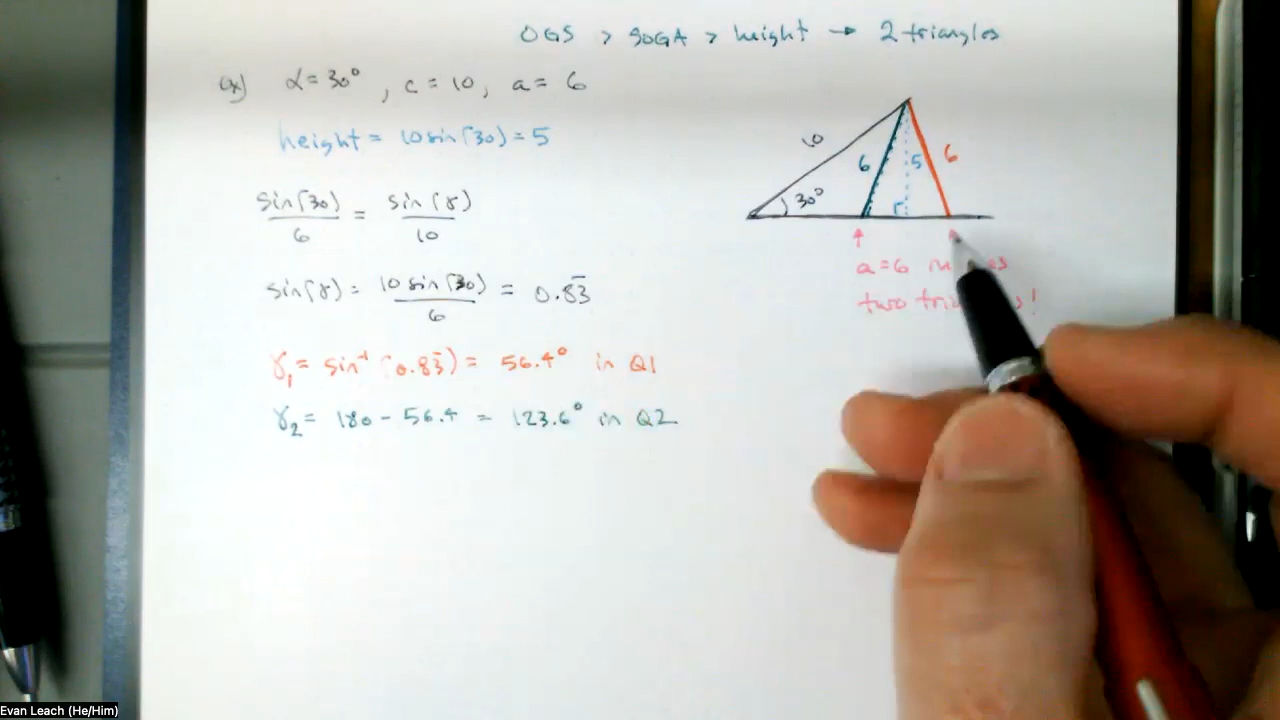 OGS > SOGA > height → 2 triangles
ex) α = 30° , c = 10, a = 6
height = 10sin(30) = 5
sin(30)/6 = sin(γ)/10
sin(γ) = 10 sin(30)/6 = 0.83̄
γ₁ = sin⁻¹(0.83̄) = 56.4° in Q1
γ₂ = 180 - 56.4 = 123.6° in Q2
10
6 5 6
30°
a = 6
two
!
Evan Leach (He/Him)